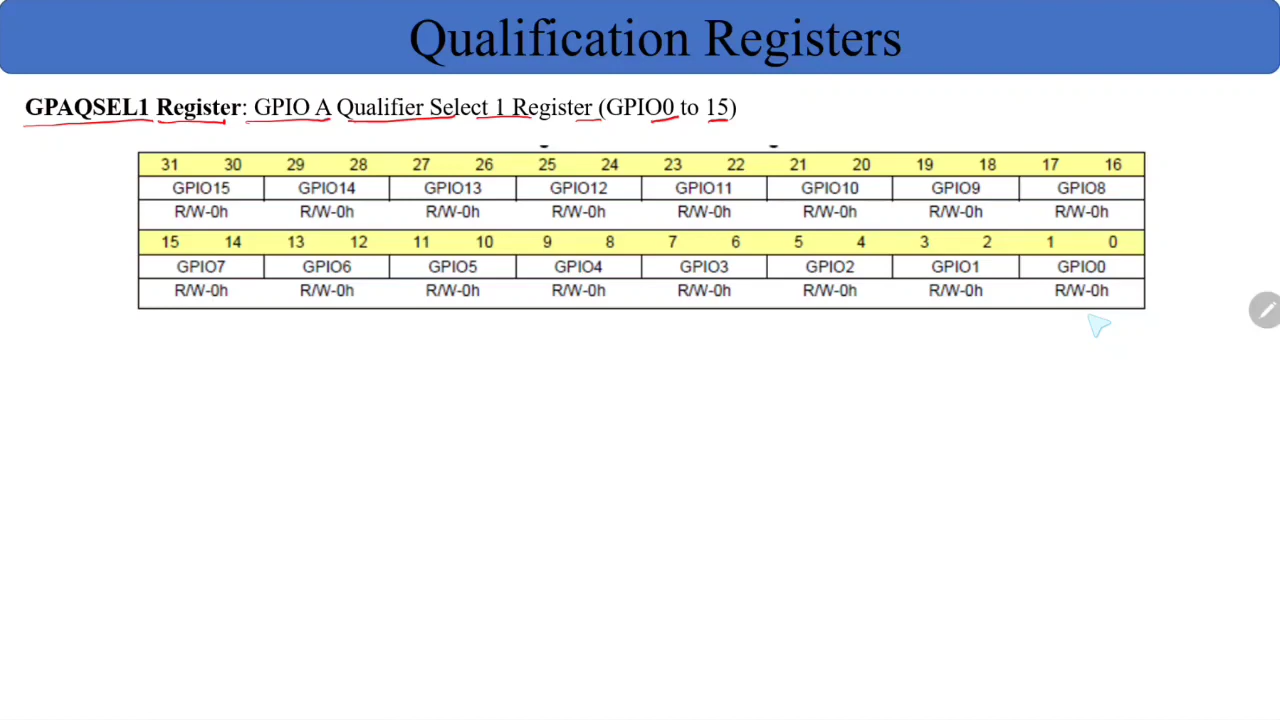 Qualification Registers
GPAQSEL1 Register: GPIO A Qualifier Select 1 Register (GPIO0 to 15)
31 30 29 28 27 26 25 24 23 22 21 20 19 18 17 16
GPIO15 GPIO14 GPIO13 GPIO12 GPIO11 GPIO10 GPIO9 GPIO8
R/W-0h R/W-0h R/W-0h R/W-0h R/W-0h R/W-0h R/W-0h R/W-0h
15 14 13 12 11 10 9 8 7 6 5 4 3 2 1 0
GPIO7 GPIO6 GPIO5 GPIO4 GPIO3 GPIO2 GPIO1 GPIO0
R/W-0h R/W-0h R/W-0h R/W-0h R/W-0h R/W-0h R/W-0h R/W-0h